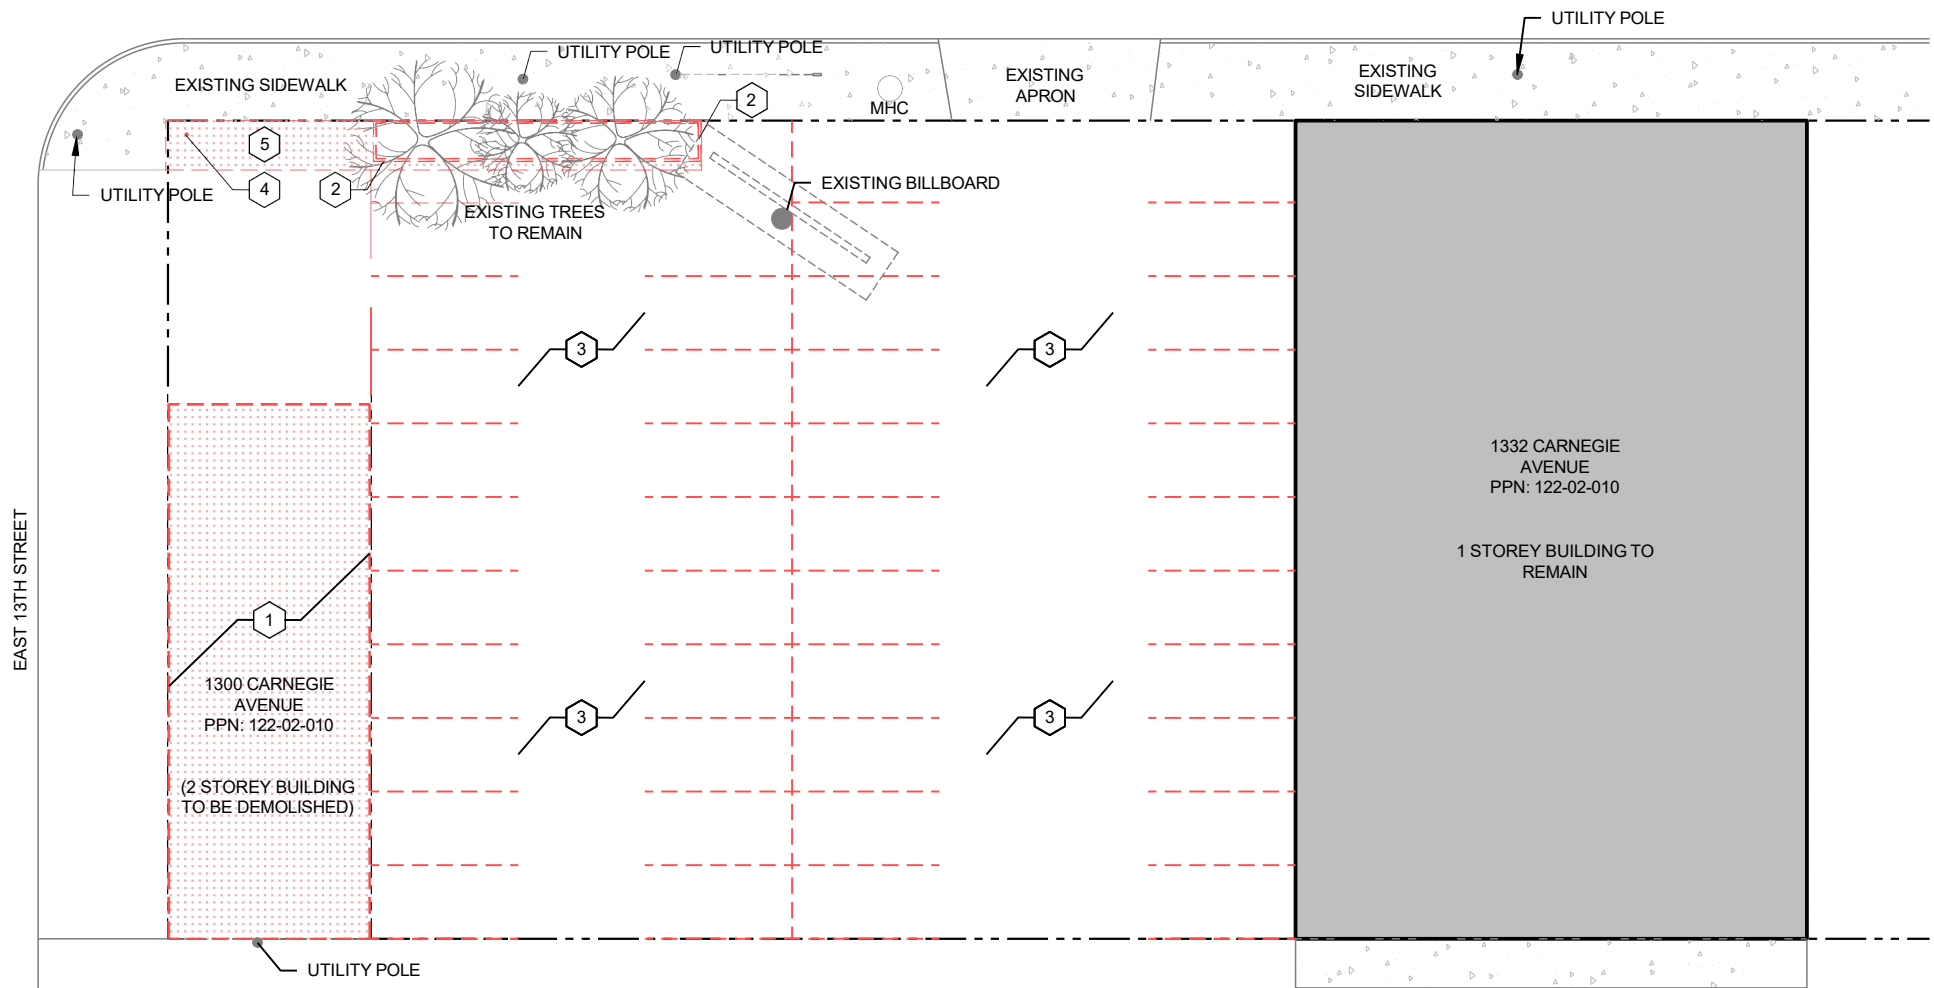 UTILITY POLE
UTILITY POLE
UTILITY POLE
EXISTING SIDEWALK
EXISTING
APRON
EXISTING
SIDEWALK
MHC
2
5
4
2
UTILITY POLE
EXISTING BILLBOARD
EXISTING TREES
TO REMAIN
3
3
1332 CARNEGIE
AVENUE
PPN: 122-02-010
1 STOREY BUILDING TO
REMAIN
EAST 13TH STREET
1
1300 CARNEGIE
AVENUE
PPN: 122-02-010
(2 STOREY BUILDING
TO BE DEMOLISHED)
3
3
UTILITY POLE